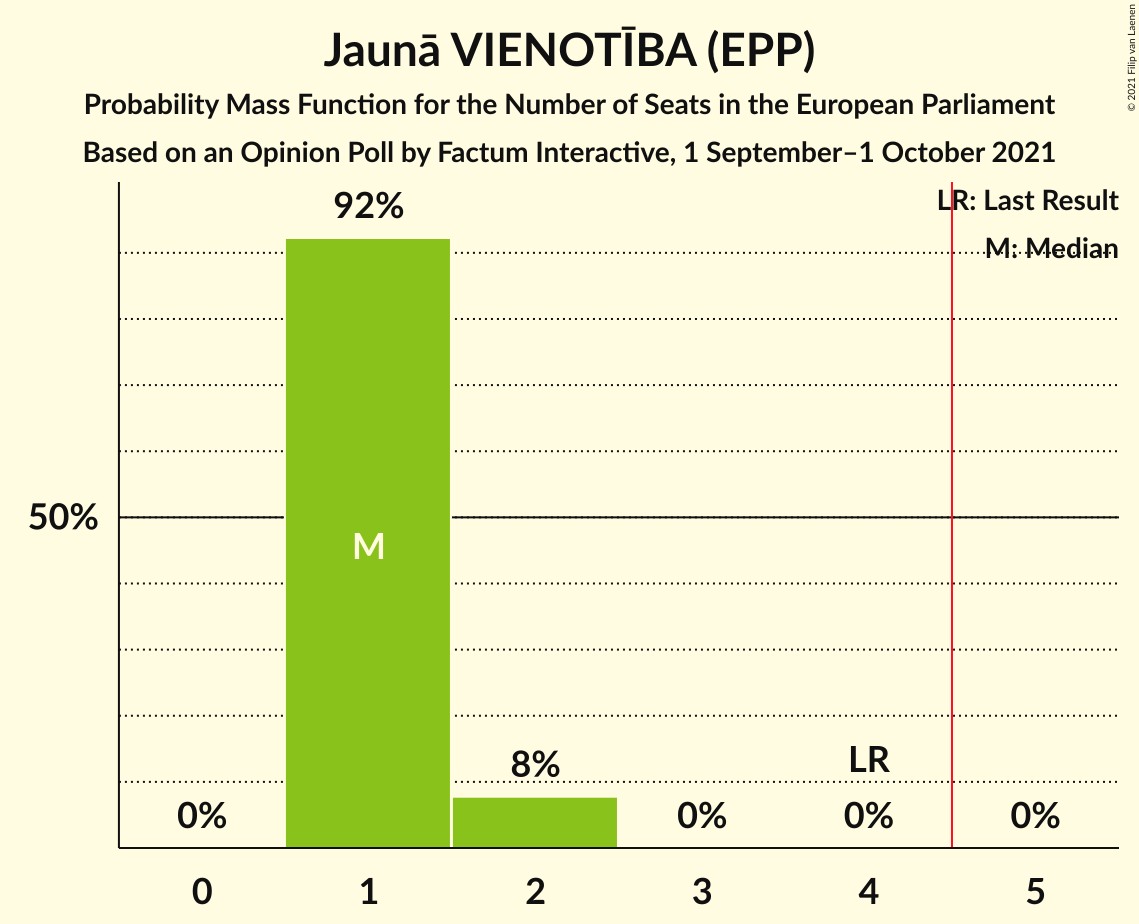 Jaunā VIENOTĪBA (EPP)
Probability Mass Function for the Number of Seats in the European Parliament
Based on an Opinion Poll by Factum Interactive, 1 September–1 October 2021
© 2021 Filip van Laenen
LR: Last Result
M: Median
92%
50%
M
8%
LR
0%
0%
0%
0%
0 1 2 3 4 5